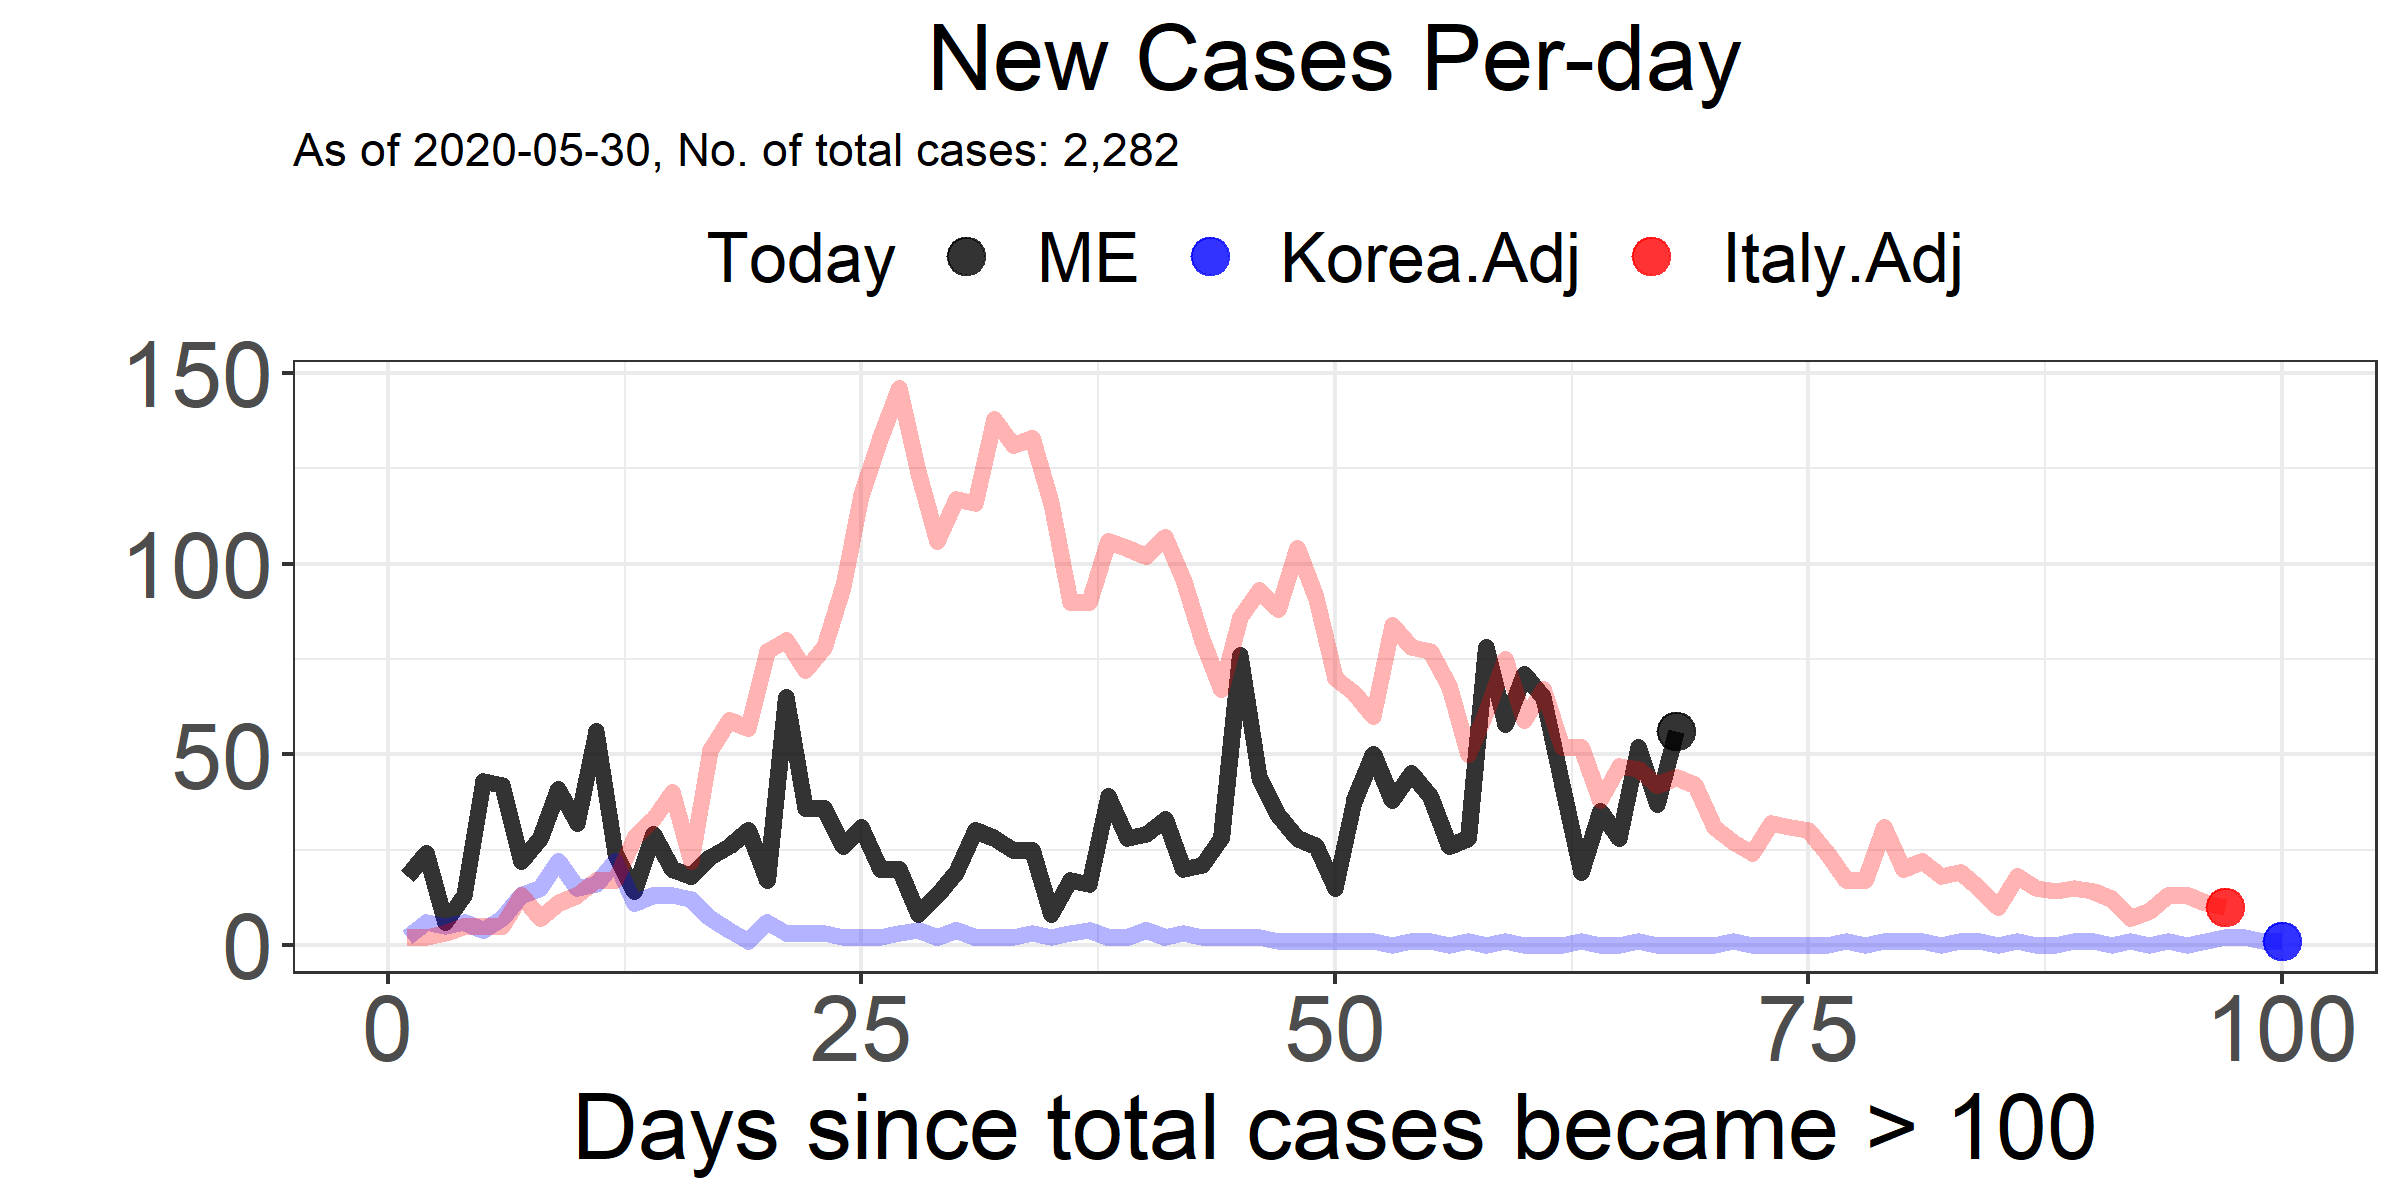 New Cases Per-day
As of 2020-05-30, No. of total cases: 2,282
Today ME Korea.Adj Italy.Adj
150
100
50
0
0 25 50 75 100
Days since total cases became > 100